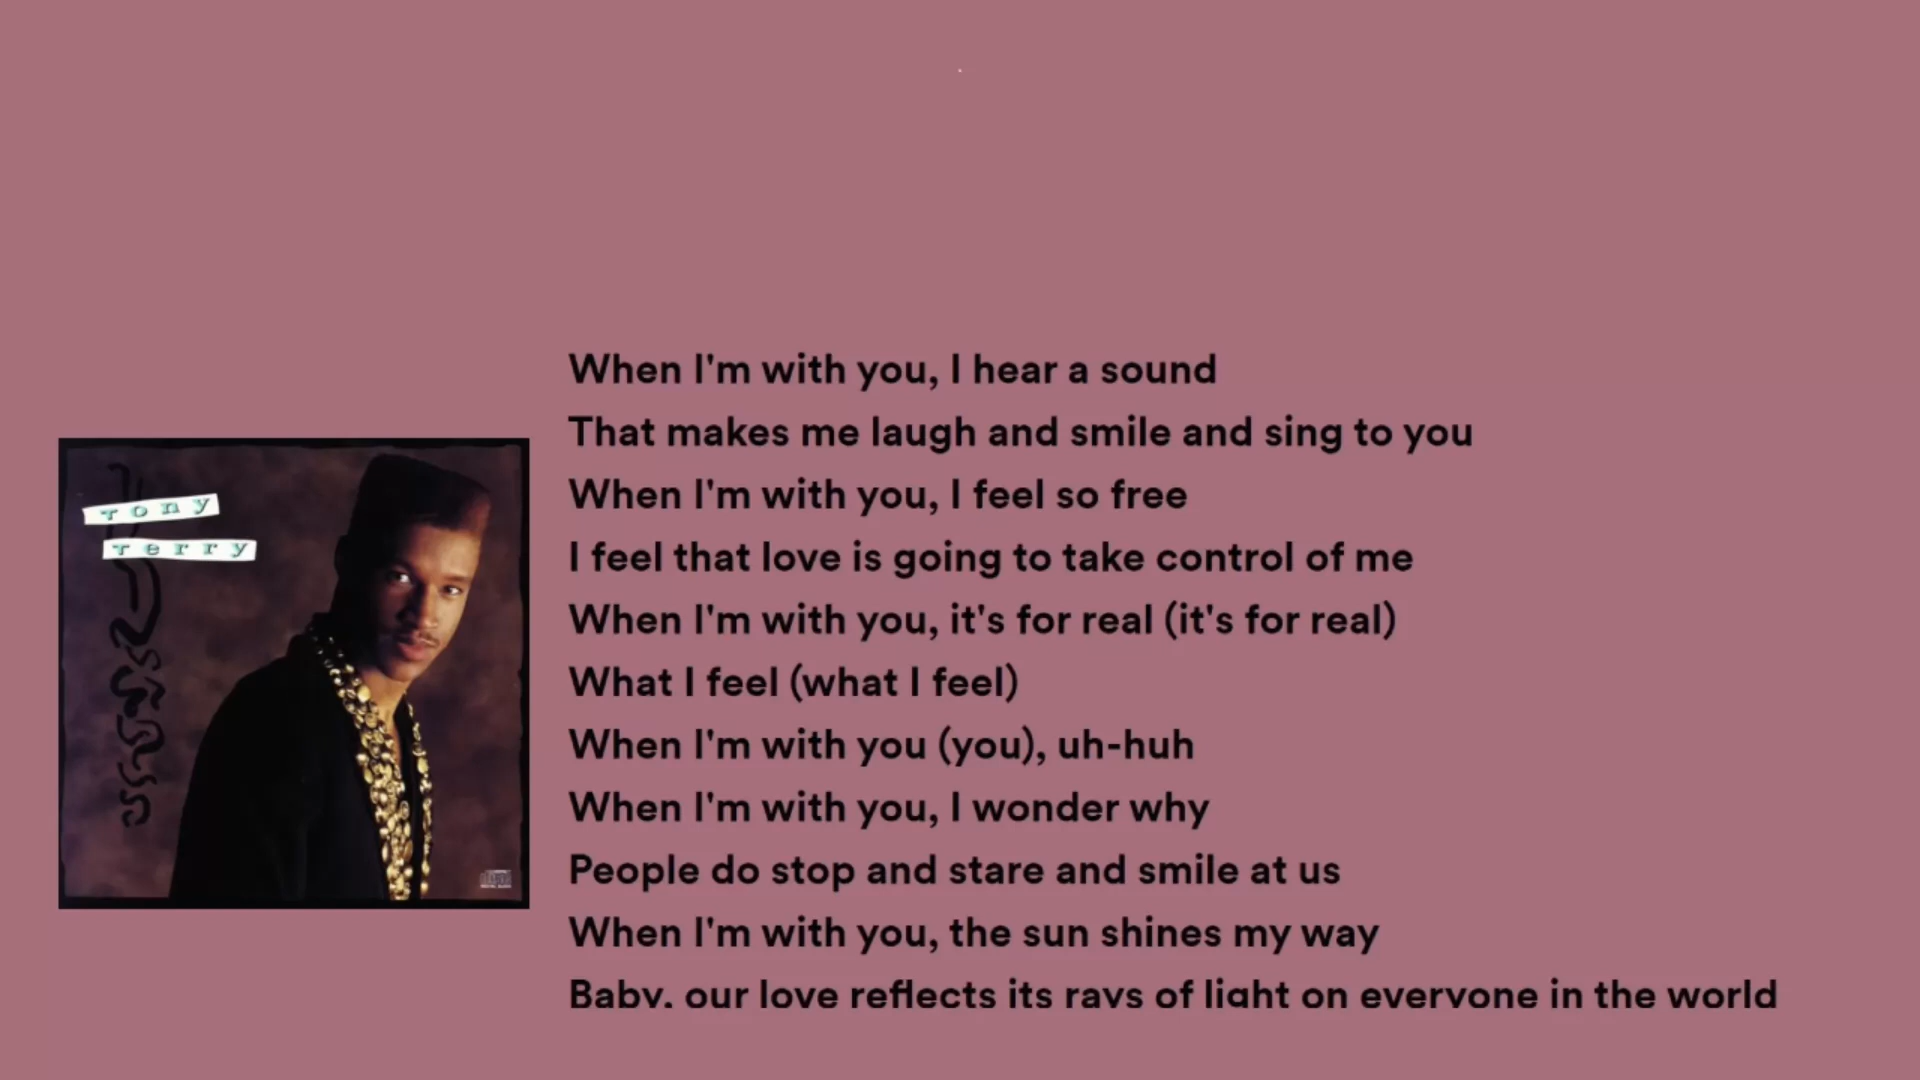 Tony
Terry
When I'm with you, I hear a sound
That makes me laugh and smile and sing to you
When I'm with you, I feel so free
I feel that love is going to take control of me
When I'm with you, it's for real (it's for real)
What I feel (what I feel)
When I'm with you (you), uh-huh
When I'm with you, I wonder why
People do stop and stare and smile at us
When I'm with you, the sun shines my way
Baby, our love reflects its rays of light on everyone in the world